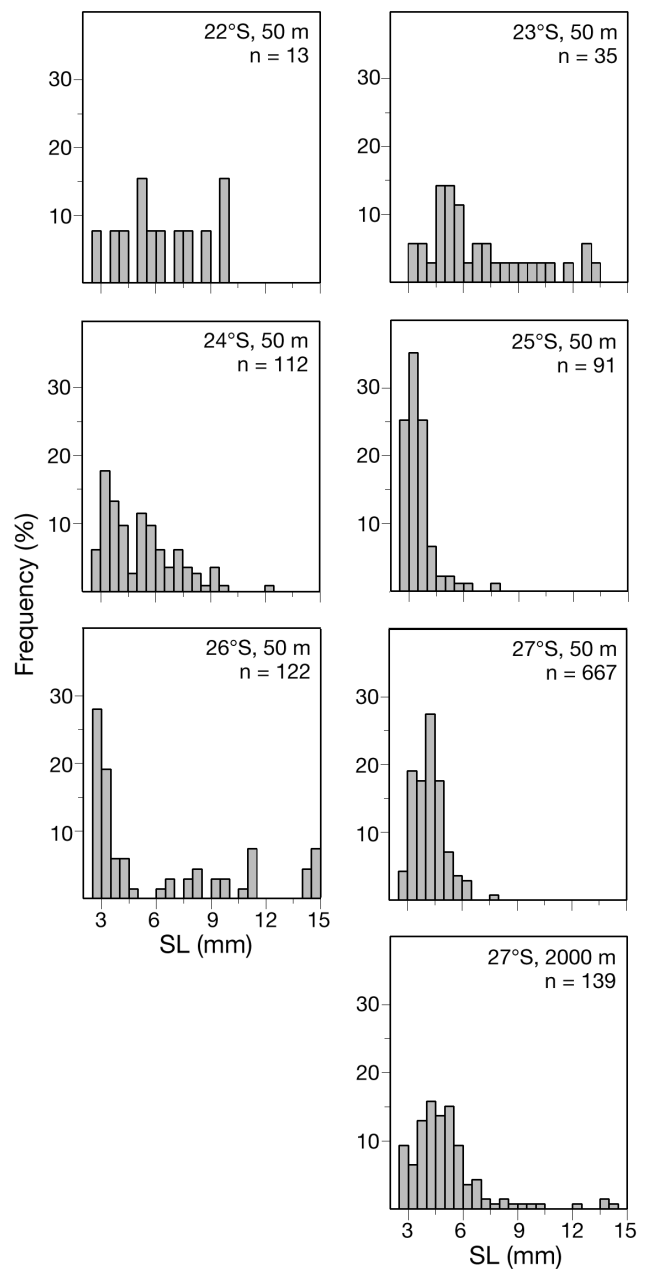 22°S, 50 m
n = 13
30
20
10
23°S, 50 m
n = 35
30
20
10
24°S, 50 m
n = 112
30
20
10
25°S, 50 m
n = 91
30
20
10
Frequency (%)
26°S, 50 m
n = 122
30
20
10
3 6 9 12 15
SL (mm)
27°S, 50 m
n = 667
30
20
10
27°S, 2000 m
n = 139
30
20
10
3 6 9 12 15
SL (mm)